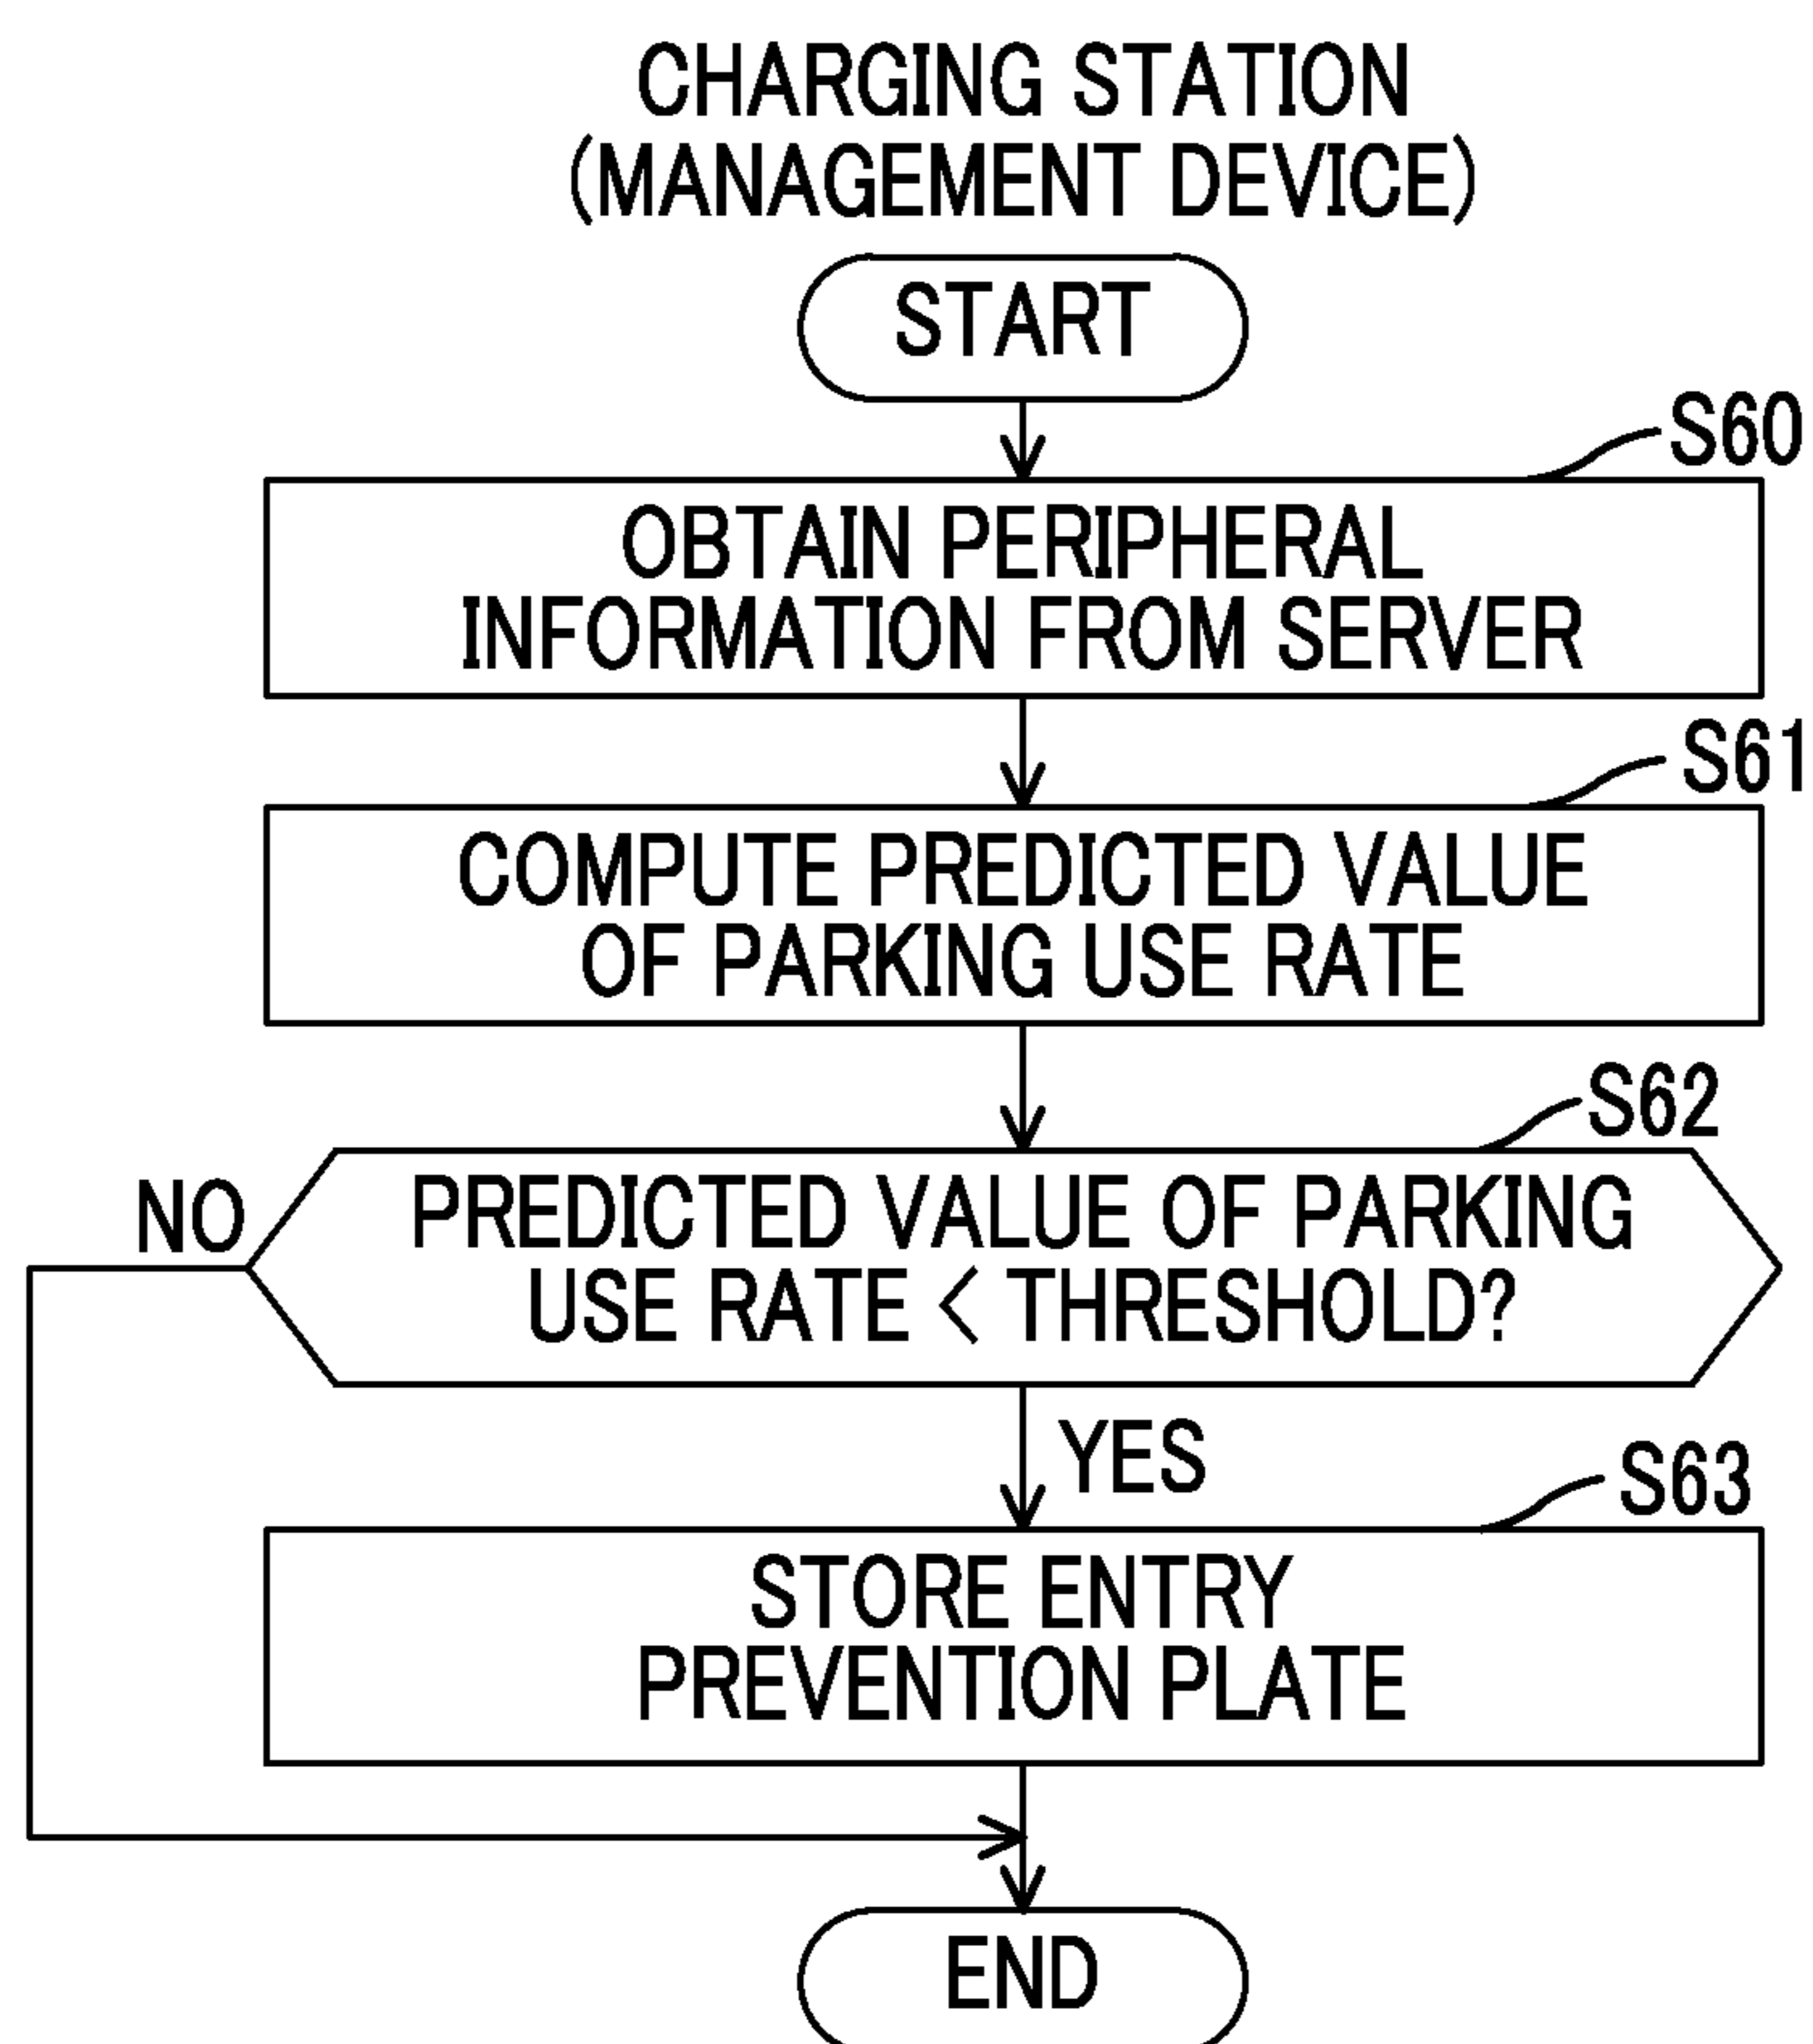 CHARGING STATION
(MANAGEMENT DEVICE)
START
S60
OBTAIN PERIPHERAL
INFORMATION FROM SERVER
S61
COMPUTE PREDICTED VALUE
OF PARKING USE RATE
S62
NO
PREDICTED VALUE OF PARKING
USE RATE < THRESHOLD?
YES
S63
STORE ENTRY
PREVENTION PLATE
END